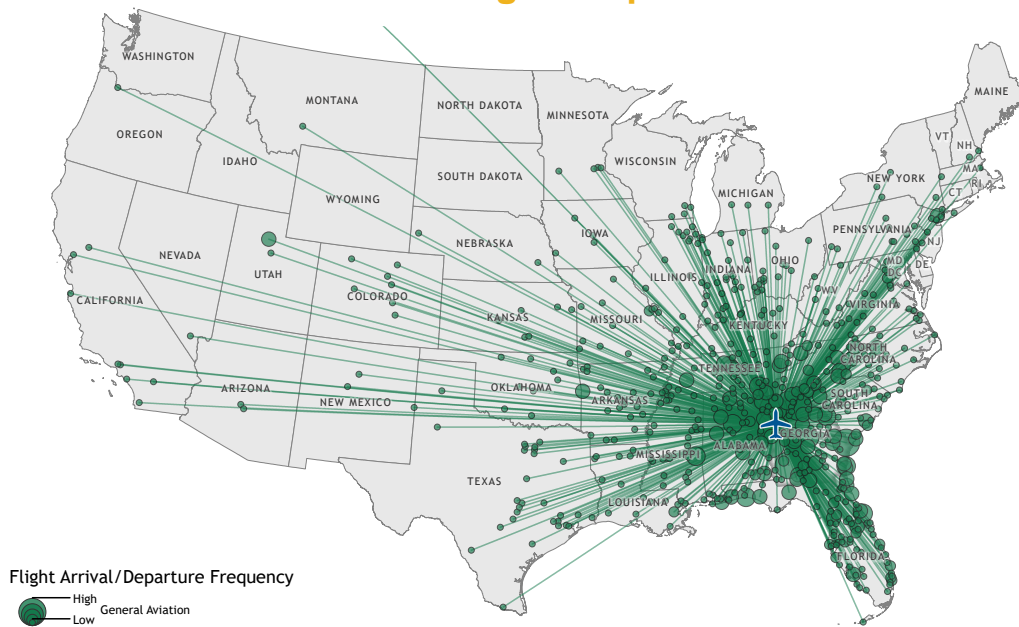 WASHINGTON
MAINE
MONTANA
NORTH DAKOTA
MINNESOTA
OREGON
VT
NH
IDAHO
WISCONSIN
MA
SOUTH DAKOTA
NEW YORK
RI
CT
WYOMING
MICHIGAN
IOWA
PENNSYLVANIA
NEBRASKA
NJ
NEVADA
OHIO
MD
DE
UTAH
ILLINOIS
INDIANA
DC
COLORADO
WV
CALIFORNIA
VIRGINIA
KANSAS
MISSOURI
KENTUCKY
NORTH
CAROLINA
TENNESSEE
ARIZONA
OKLAHOMA
NEW MEXICO
ARKANSAS
SOUTH
CAROLINA
GEORGIA
ALABAMA
MISSISSIPPI
TEXAS
LOUISIANA
FLORIDA
Flight Arrival/Departure Frequency
High
General Aviation
Low